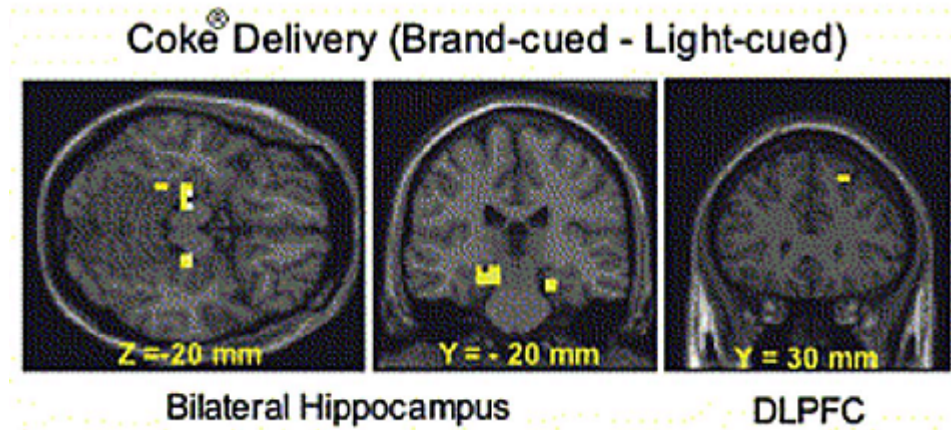 Coke® Delivery (Brand-cued - Light-cued)
Z =-20 mm
Y = - 20 mm
Y = 30 mm
Bilateral Hippocampus
DLPFC